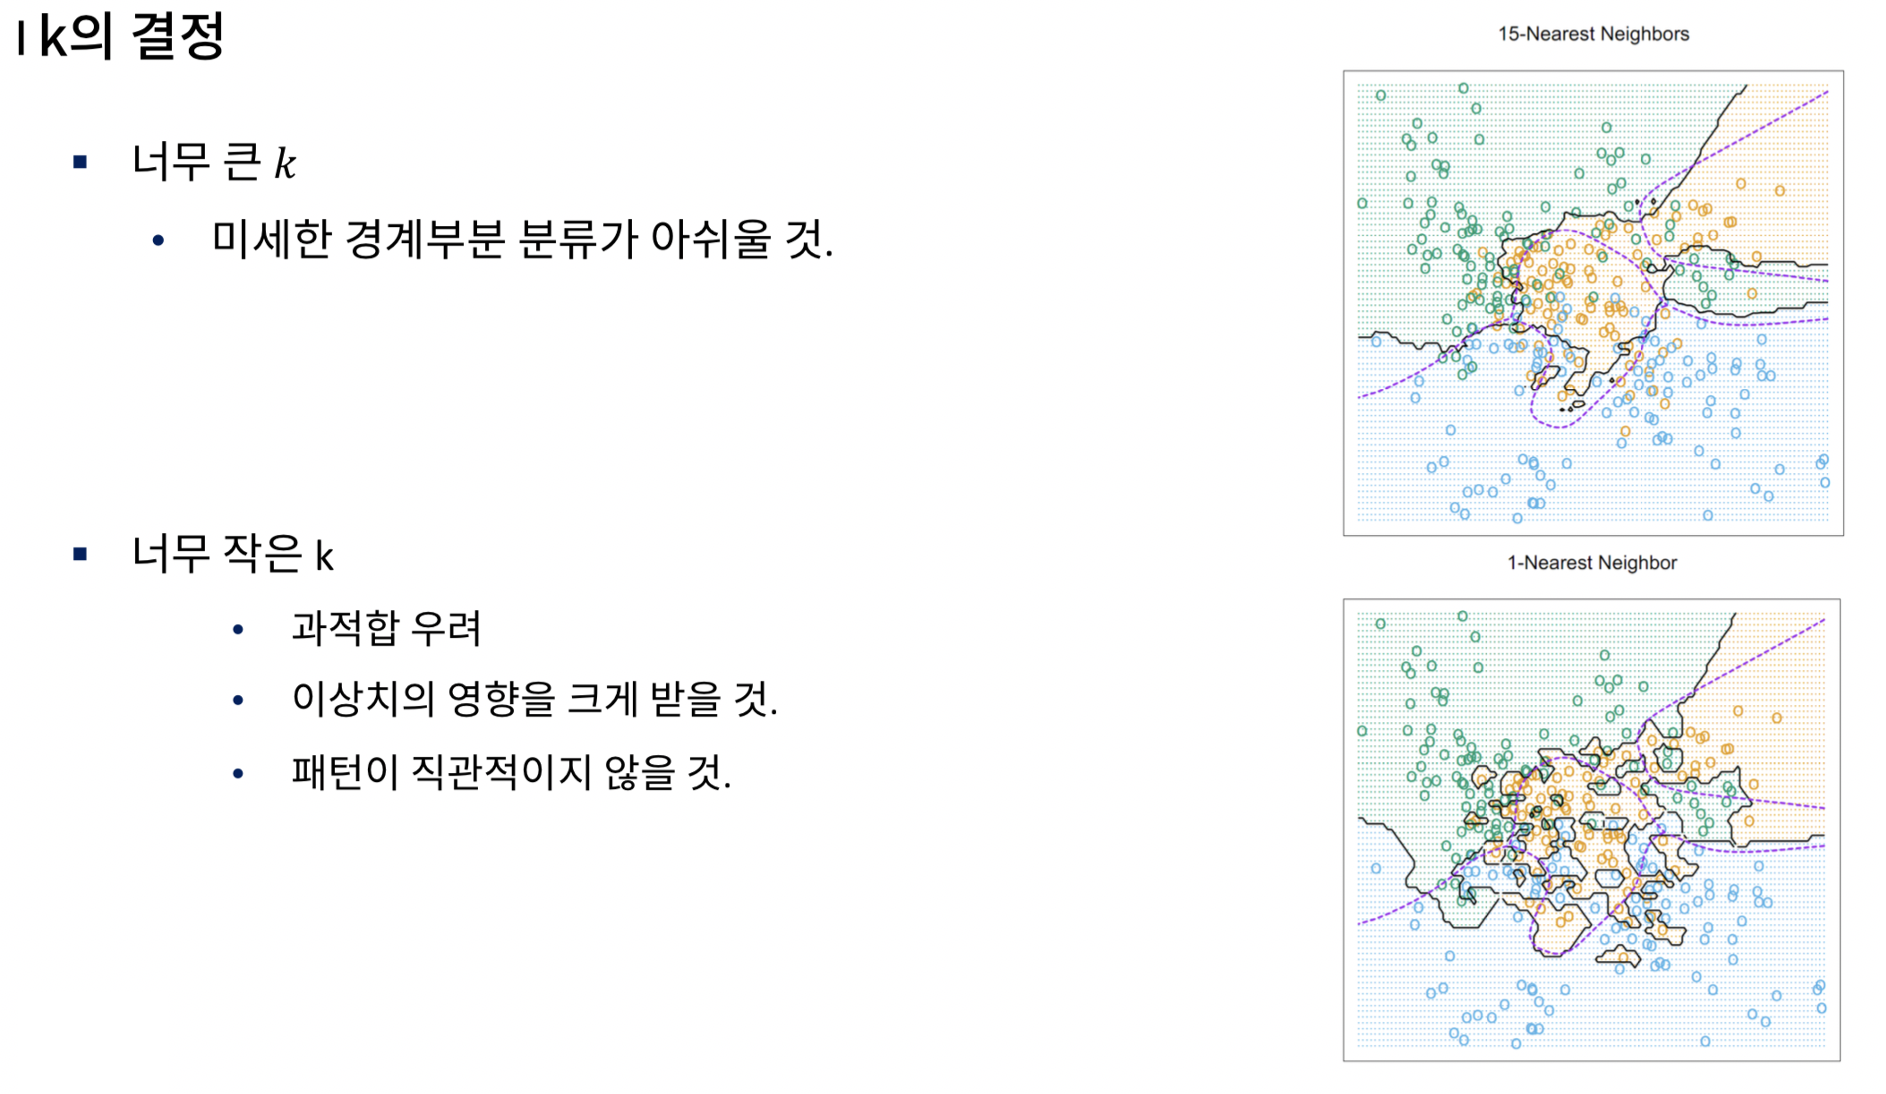 k의 결정
너무 큰 k
미세한 경계부분 분류가 아쉬울 것.
너무 작은 k
과적합 우려
이상치의 영향을 크게 받을 것.
패턴이 직관적이지 않을 것.
15-Nearest Neighbors
1-Nearest Neighbor